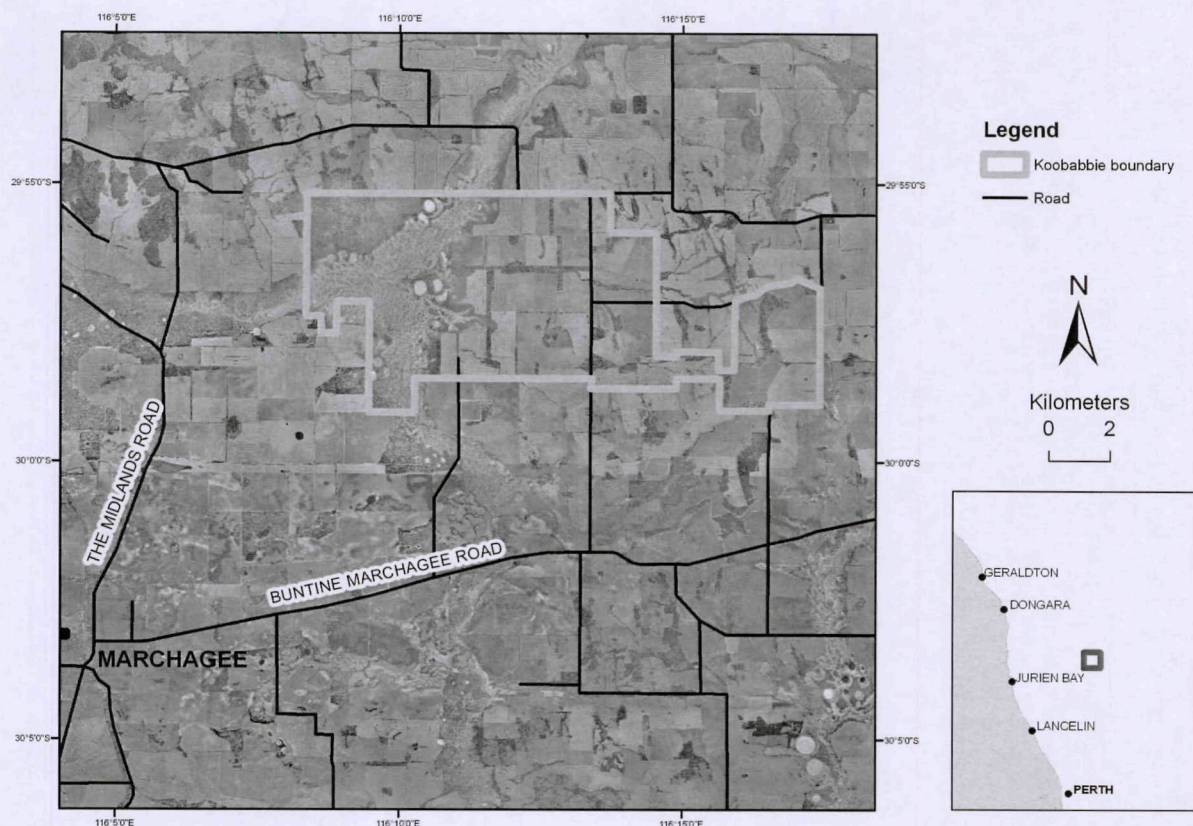 116°5'0"E
116°10'0"E
116°15'0"E
29°55'0"S
29°55'0"S
30°0'0"S
30°0'0"S
30°5'0"S
30°5'0"S
THE MIDLANDS ROAD
BUNTINE MARCHAGEE ROAD
MARCHAGEE
116°5'0"E
116°10'0"E
116°15'0"E
Legend
Koobabbie boundary
Road
N
Kilometers
0 2
GERALDTON
DONGARA
JURIEN BAY
LANCELIN
PERTH